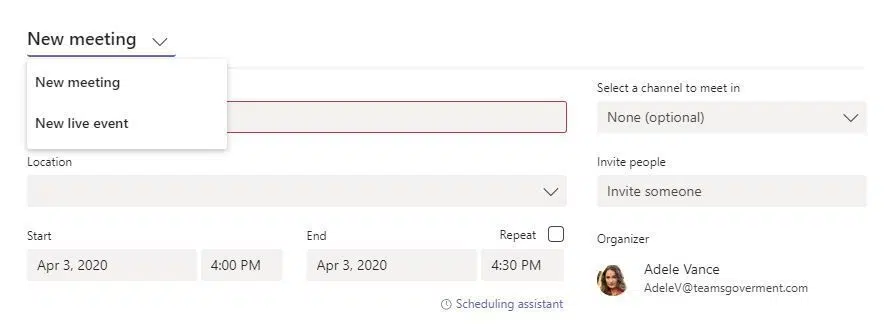 New meeting
New meeting
New live event
Select a channel to meet in
None (optional)
Location
Invite people
Invite someone
Start
End
Repeat
Apr 3, 2020
4:00 PM
Apr 3, 2020
4:30 PM
Scheduling assistant
Organizer
Adele Vance
AdeleV@teamsgoverment.com